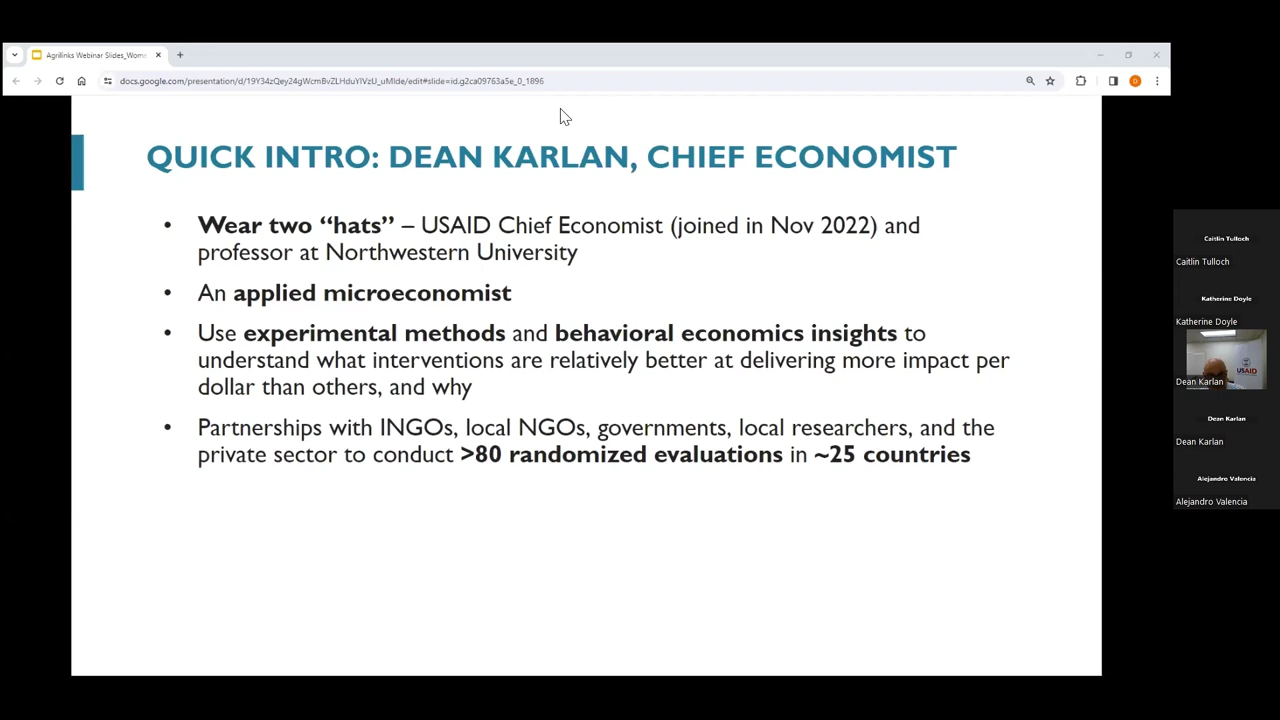 Agrilinks Webinar Slides_Wome
docs.google.com/presentation/d/19Y34zQey24gWcmBvZLHduYlVzU_uMlde/edit#slide=id.g2ca09763a5e_0_1896
QUICK INTRO: DEAN KARLAN, CHIEF ECONOMIST
• Wear two “hats” – USAID Chief Economist (joined in Nov 2022) and
professor at Northwestern University
• An applied microeconomist
• Use experimental methods and behavioral economics insights to
understand what interventions are relatively better at delivering more impact per
dollar than others, and why
• Partnerships with INGOs, local NGOs, governments, local researchers, and the
private sector to conduct >80 randomized evaluations in ~25 countries
Caitlin Tulloch
Caitlin Tulloch
Katherine Doyle
Katherine Doyle
USAID
Dean Karlan
Dean Karlan
Dean Karlan
Alejandro Valencia
Alejandro Valencia